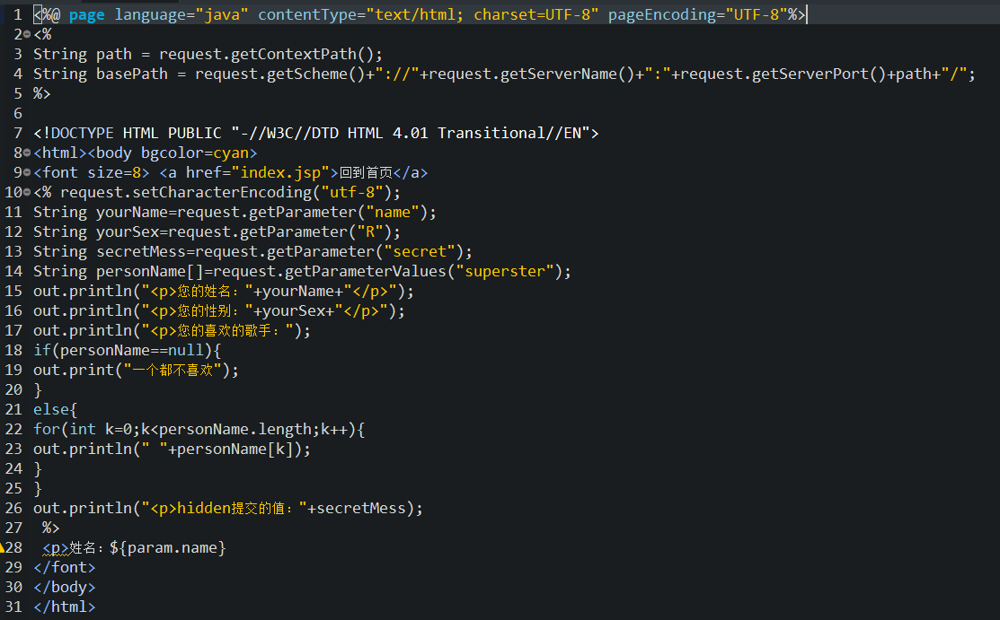 1 <%@ page language="java" contentType="text/html; charset=UTF-8" pageEncoding="UTF-8"%>
2 <%
3 String path = request.getContextPath();
4 String basePath = request.getScheme()+"://"+request.getServerName()+":"+request.getServerPort()+path+"/";
5 %>
6
7 <!DOCTYPE HTML PUBLIC "-//W3C//DTD HTML 4.01 Transitional//EN">
8 <html><body bgcolor=cyan>
9 <font size=8> <a href="index.jsp">回到首页</a>
10 <% request.setCharacterEncoding("utf-8");
11 String yourName=request.getParameter("name");
12 String yourSex=request.getParameter("R");
13 String secretMess=request.getParameter("secret");
14 String personName[]=request.getParameterValues("superster");
15 out.println("<p>您的姓名："+yourName+"</p>");
16 out.println("<p>您的性别："+yourSex+"</p>");
17 out.println("<p>您的喜欢的歌手：");
18 if(personName==null){
19 out.print("一个都不喜欢");
20 }
21 else{
22 for(int k=0;k<personName.length;k++){
23 out.println(" "+personName[k]);
24 }
25 }
26 out.println("<p>hidden提交的值："+secretMess);
27 %>
28 <p>姓名：${param.name}
29 </font>
30 </body>
31 </html>